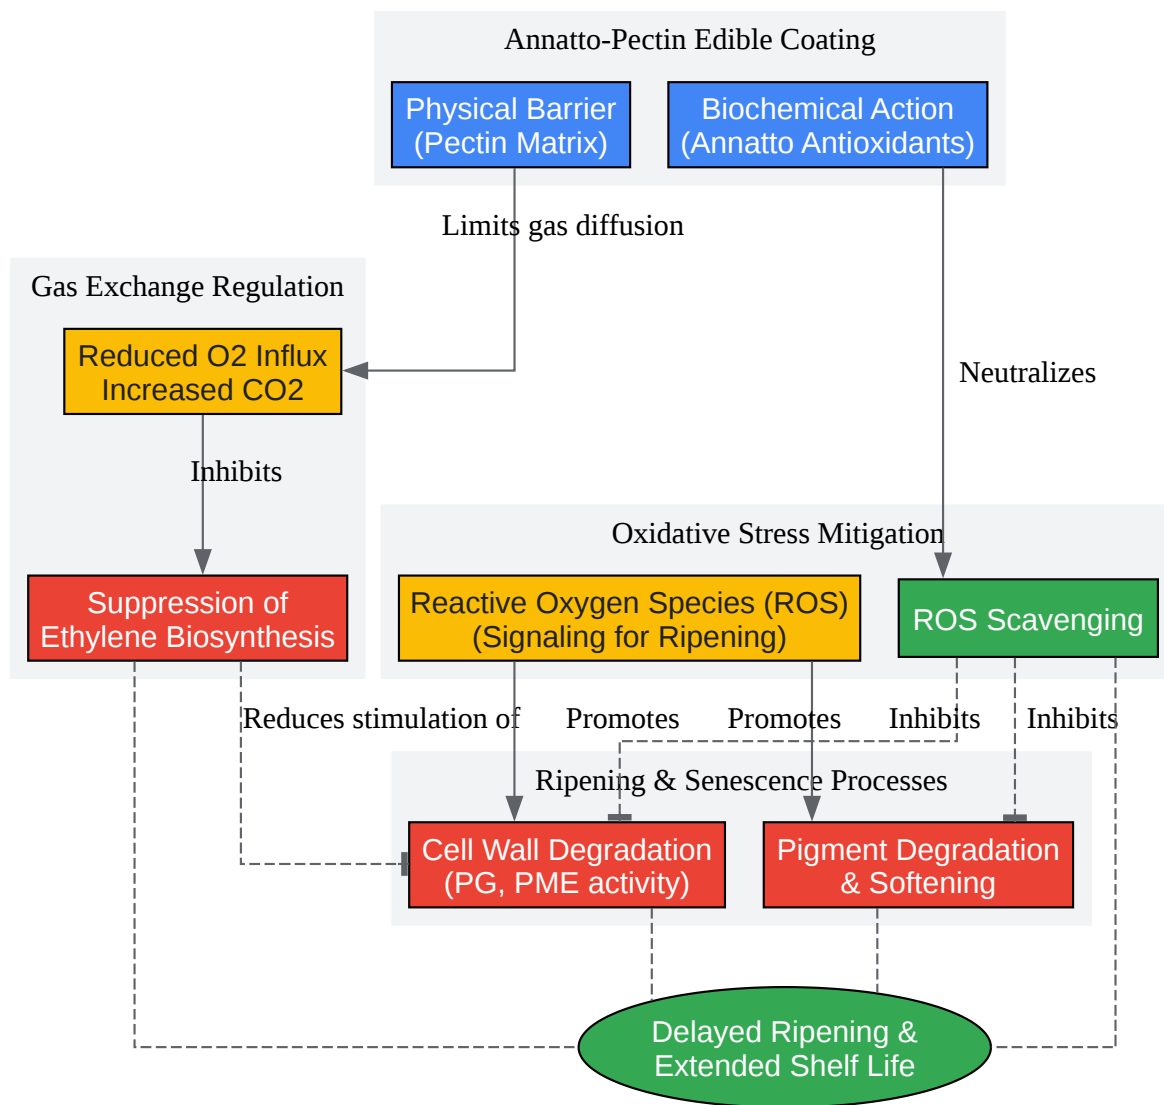 Annatto-Pectin Edible Coating
Physical Barrier
(Pectin Matrix)
Biochemical Action
(Annatto Antioxidants)
Limits gas diffusion
Gas Exchange Regulation
Reduced O2 Influx
Increased CO2
Neutralizes
Inhibits
Oxidative Stress Mitigation
Suppression of
Ethylene Biosynthesis
Reactive Oxygen Species (ROS)
(Signaling for Ripening)
ROS Scavenging
Reduces stimulation of
Promotes
Promotes
Inhibits
Inhibits
Ripening & Senescence Processes
Cell Wall Degradation
(PG, PME activity)
Pigment Degradation
& Softening
Delayed Ripening &
Extended Shelf Life